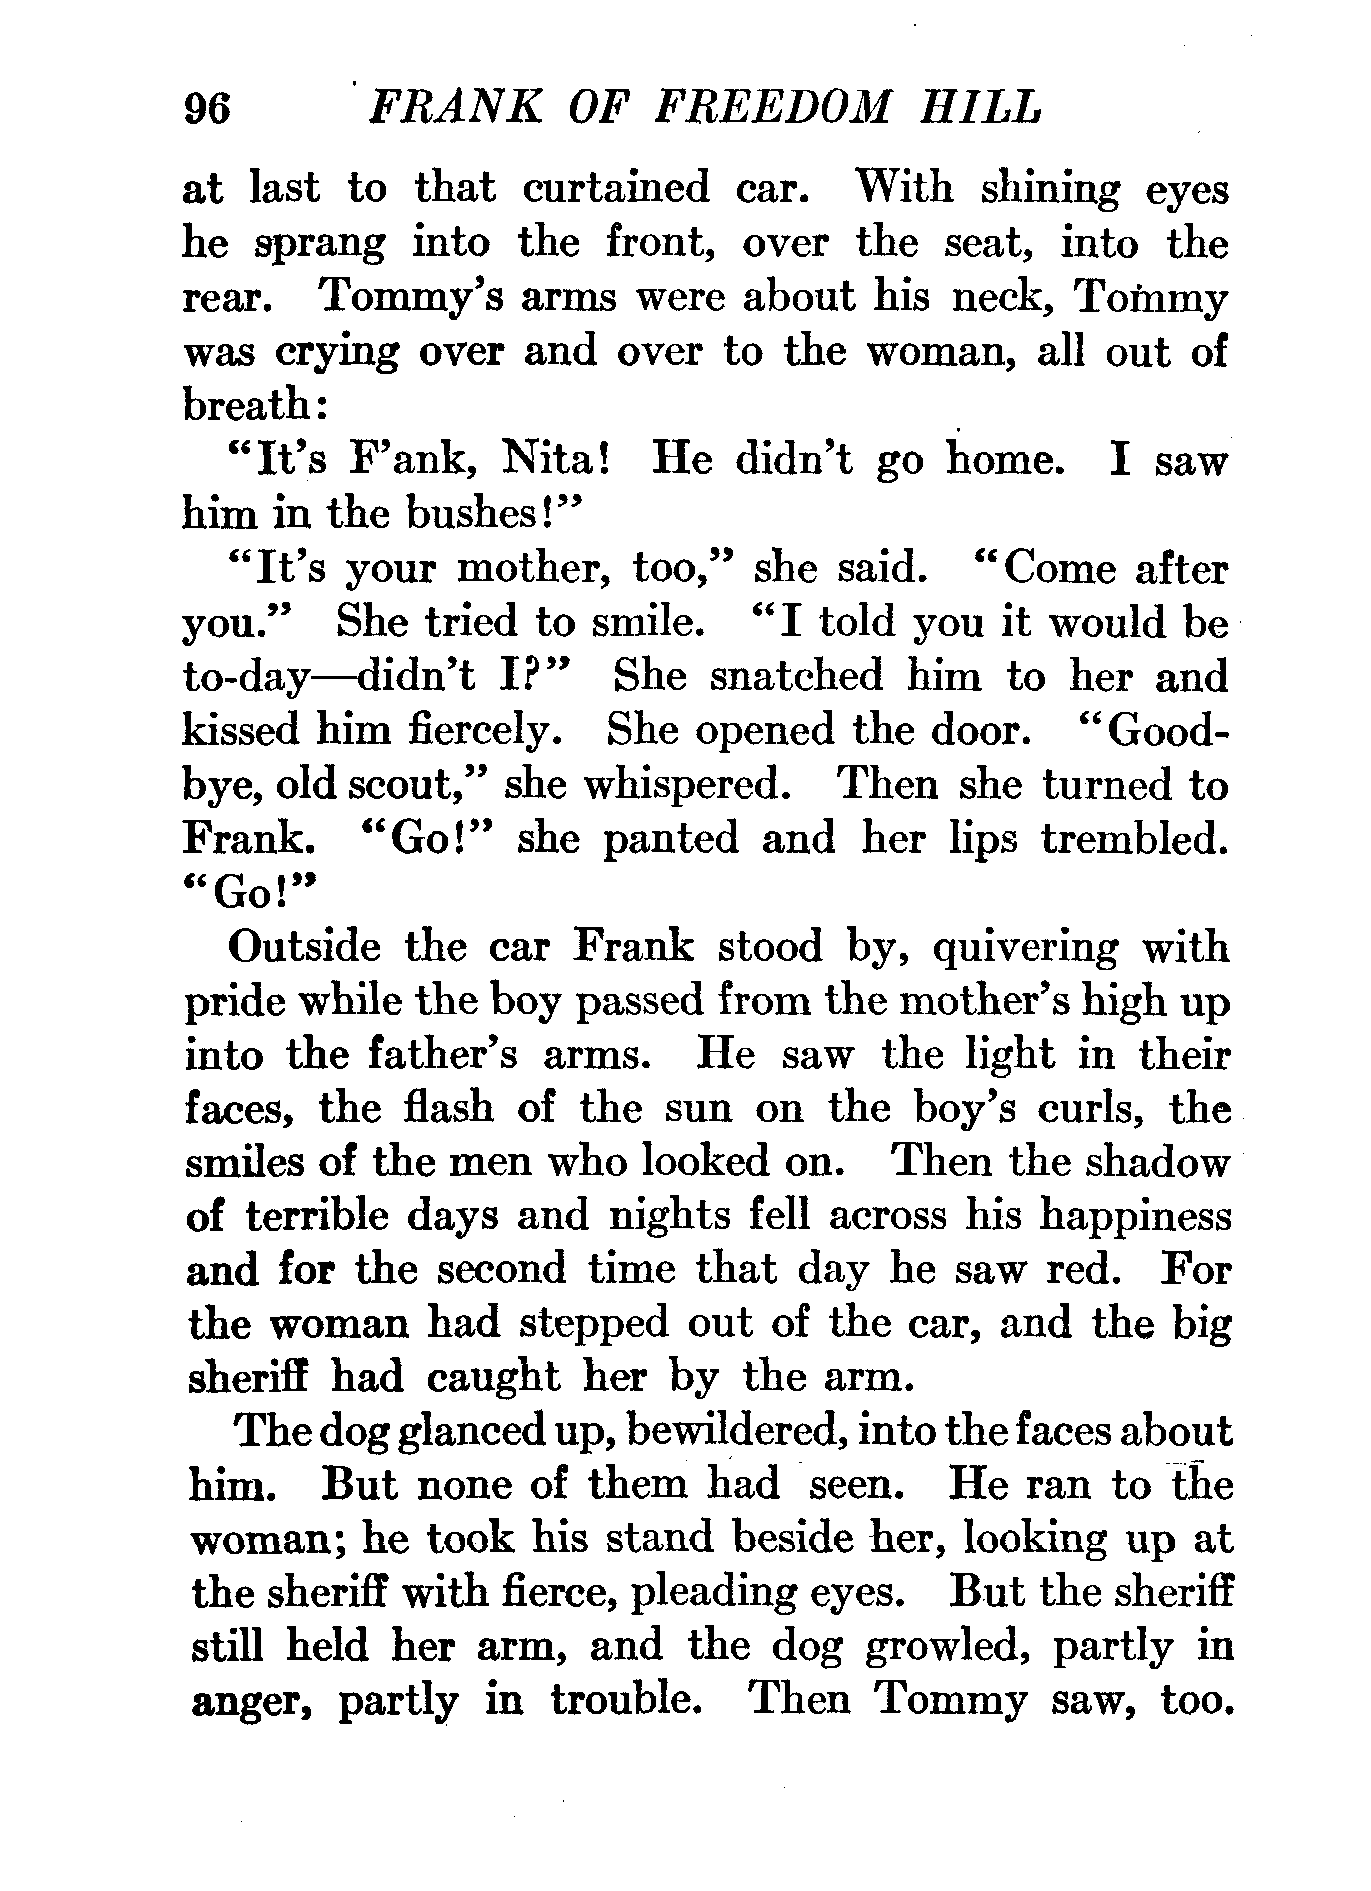 96 FRANK OF FREEDOM HILL
at last to that curtained car. With shining eyes
he sprang into the front, over the seat, into the
rear. Tommy's arms were about his neck, Tommy
was crying over and over to the woman, all out of
breath:
"It's F'ank, Nita! He didn't go home. I saw
him in the bushes!"
"It's your mother, too," she said. "Come after
you." She tried to smile. "I told you it would be
to-day—didn't I?" She snatched him to her and
kissed him fiercely. She opened the door. "Good-
bye, old scout," she whispered. Then she turned to
Frank. "Go!" she panted and her lips trembled.
"Go!"
Outside the car Frank stood by, quivering with
pride while the boy passed from the mother's high up
into the father's arms. He saw the light in their
faces, the flash of the sun on the boy's curls, the
smiles of the men who looked on. Then the shadow
of terrible days and nights fell across his happiness
and for the second time that day he saw red. For
the woman had stepped out of the car, and the big
sheriff had caught her by the arm.
The dog glanced up, bewildered, into the faces about
him. But none of them had seen. He ran to the
woman; he took his stand beside her, looking up at
the sheriff with fierce, pleading eyes. But the sheriff
still held her arm, and the dog growled, partly in
anger, partly in trouble. Then Tommy saw, too.